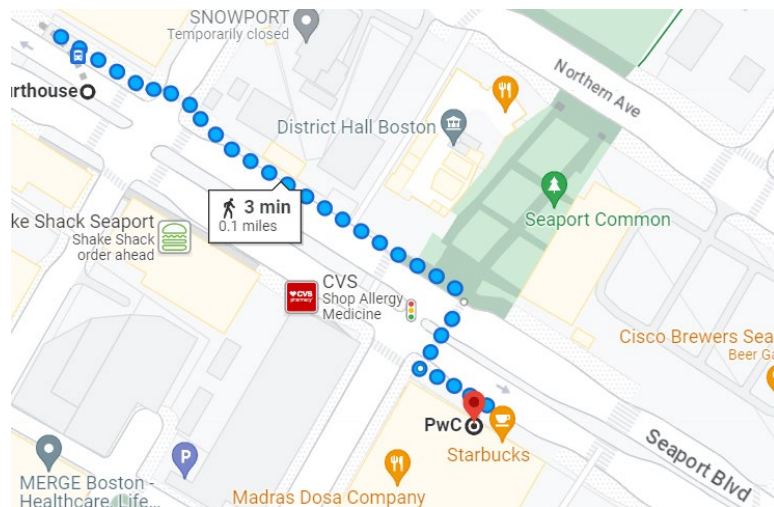 SNOWPORT
Temporarily closed
urthouse
Northern Ave
District Hall Boston
3 min
0.1 miles
Seaport Common
ke Shack Seaport
Shake Shack
order ahead
CVS
pharmacy
CVS
Shop Allergy
Medicine
Cisco Brewers Sea
Beer Ga
PwC
Starbucks
Seaport Blvd
P
MERGE Boston -
Healthcare, Life...
Madras Dosa Company